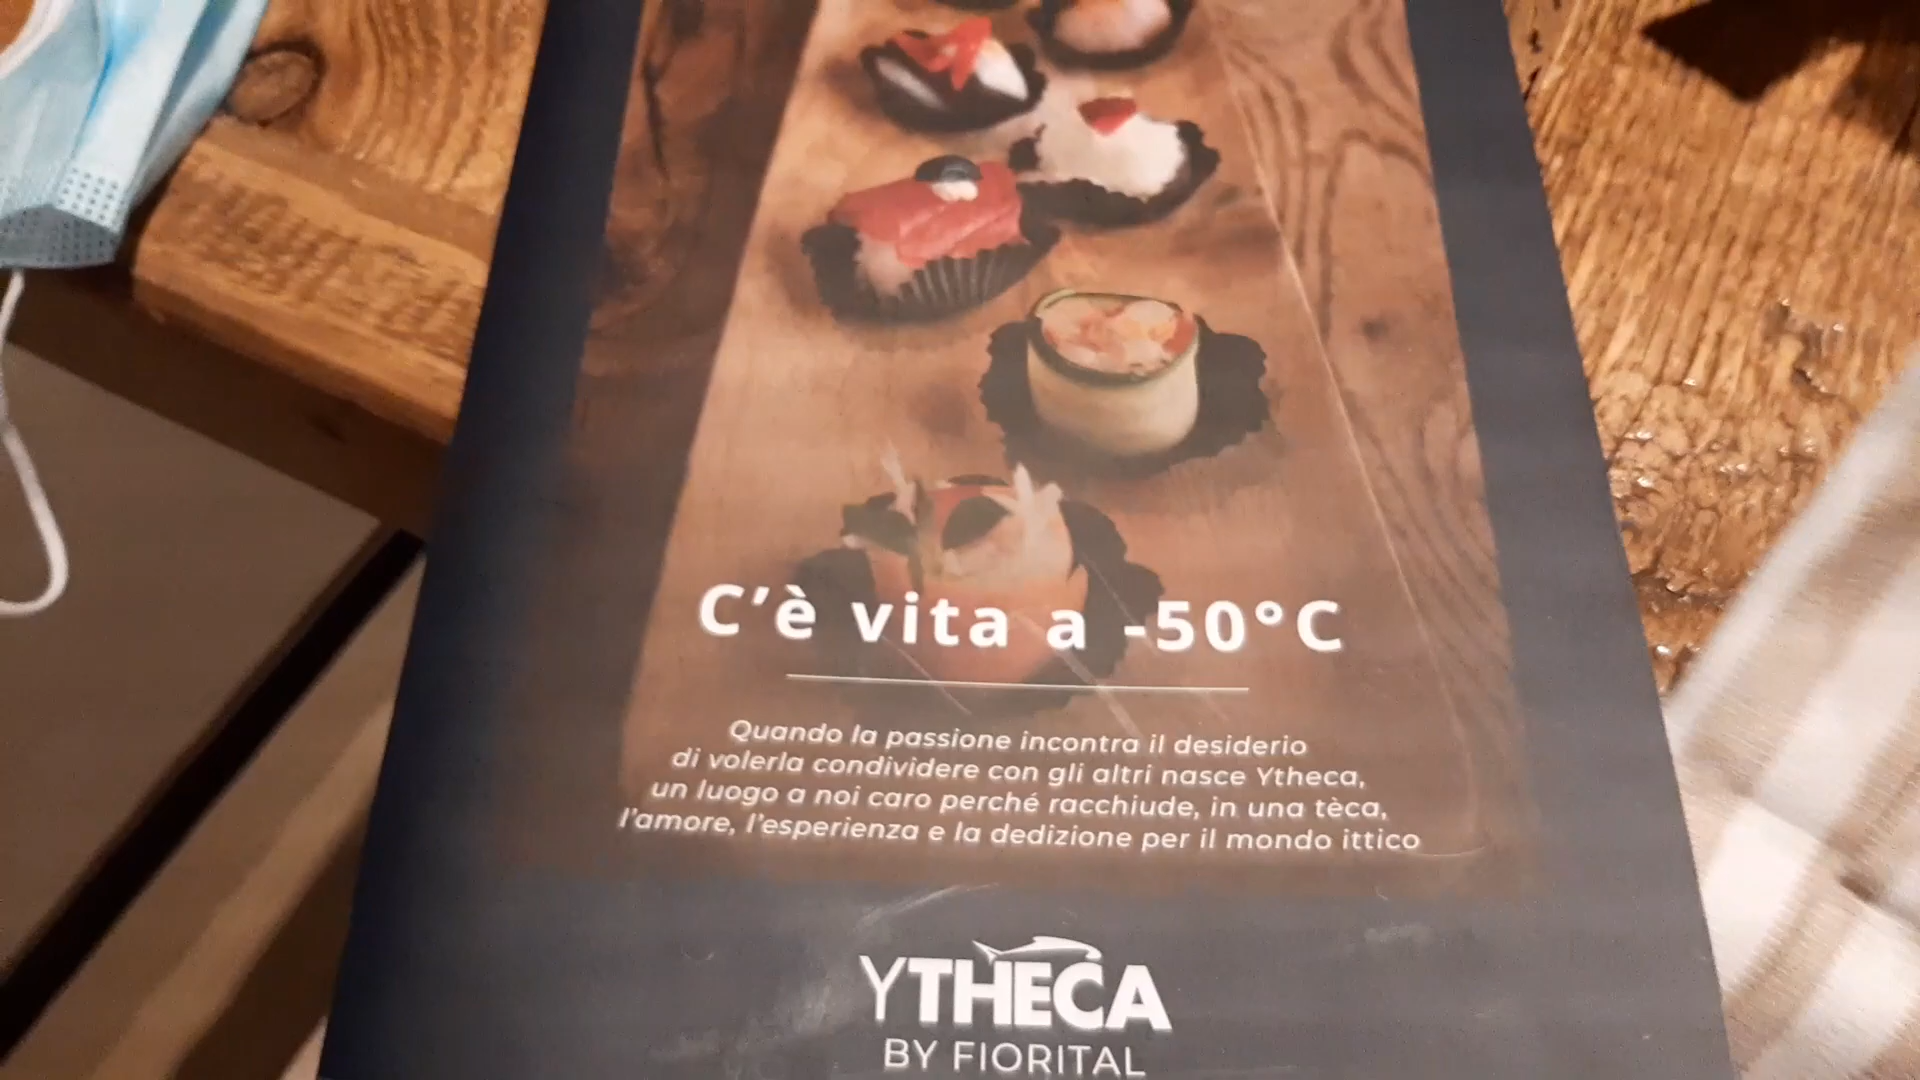 C'è vita a -50°C
Quando la passione incontra il desiderio
di volerla condividere con gli altri nasce Ytheca,
un luogo a noi caro perché racchiude, in una tèca,
l'amore, l'esperienza e la dedizione per il mondo ittico
YTHECA
BY FIORITAL